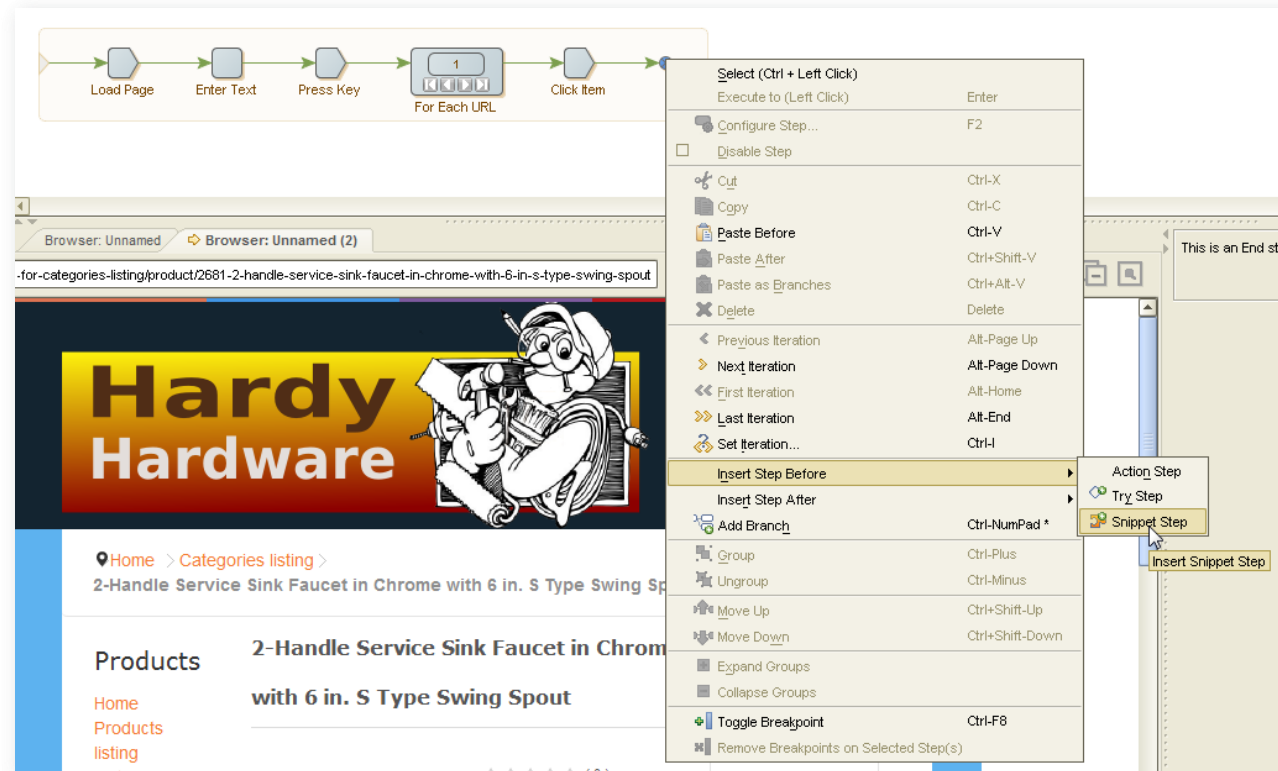 1
Load Page
Enter Text
Press Key
For Each URL
Click Item
Select (Ctrl + Left Click)
Execute to (Left Click) Enter
Configure Step... F2
Disable Step
Cut Ctrl-X
Copy Ctrl-C
Paste Before Ctrl-V
Paste After Ctrl+Shift-V
Paste as Branches Ctrl+Alt-V
Delete Delete
Previous Iteration Alt-Page Up
Next Iteration Alt-Page Down
First Iteration Alt-Home
Last Iteration Alt-End
Set Iteration... Ctrl-I
Insert Step Before
Insert Step After
Add Branch Ctrl-NumPad *
Group Ctrl-Plus
Ungroup Ctrl-Minus
Move Up Ctrl+Shift-Up
Move Down Ctrl+Shift-Down
Expand Groups
Collapse Groups
Toggle Breakpoint Ctrl-F8
Remove Breakpoints on Selected Step(s)
Action Step
Try Step
Snippet Step
Insert Snippet Step
Browser: Unnamed
Browser: Unnamed (2)
This is an End st
-for-categories-listing/product/2681-2-handle-service-sink-faucet-in-chrome-with-6-in-s-type-swing-spout
Hardy
Hardware
Home > Categories listing >
2-Handle Service Sink Faucet in Chrome with 6 in. S Type Swing Sp
Products
Home
Products
listing
2-Handle Service Sink Faucet in Chrom
with 6 in. S Type Swing Spout